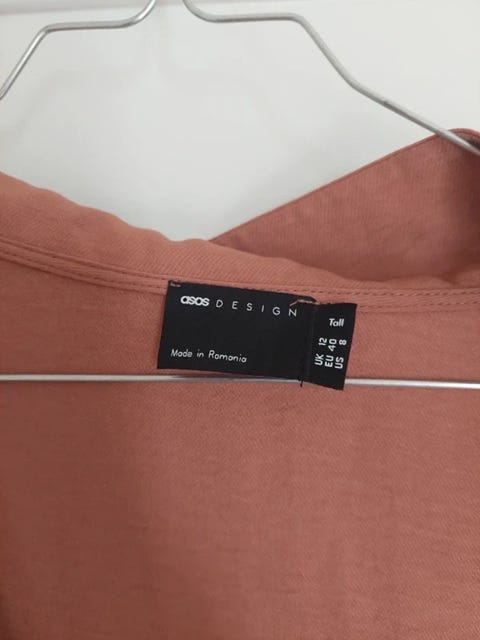 asos DESIGN
Made in Romania
Tall
UK 12
EU 40
US 8